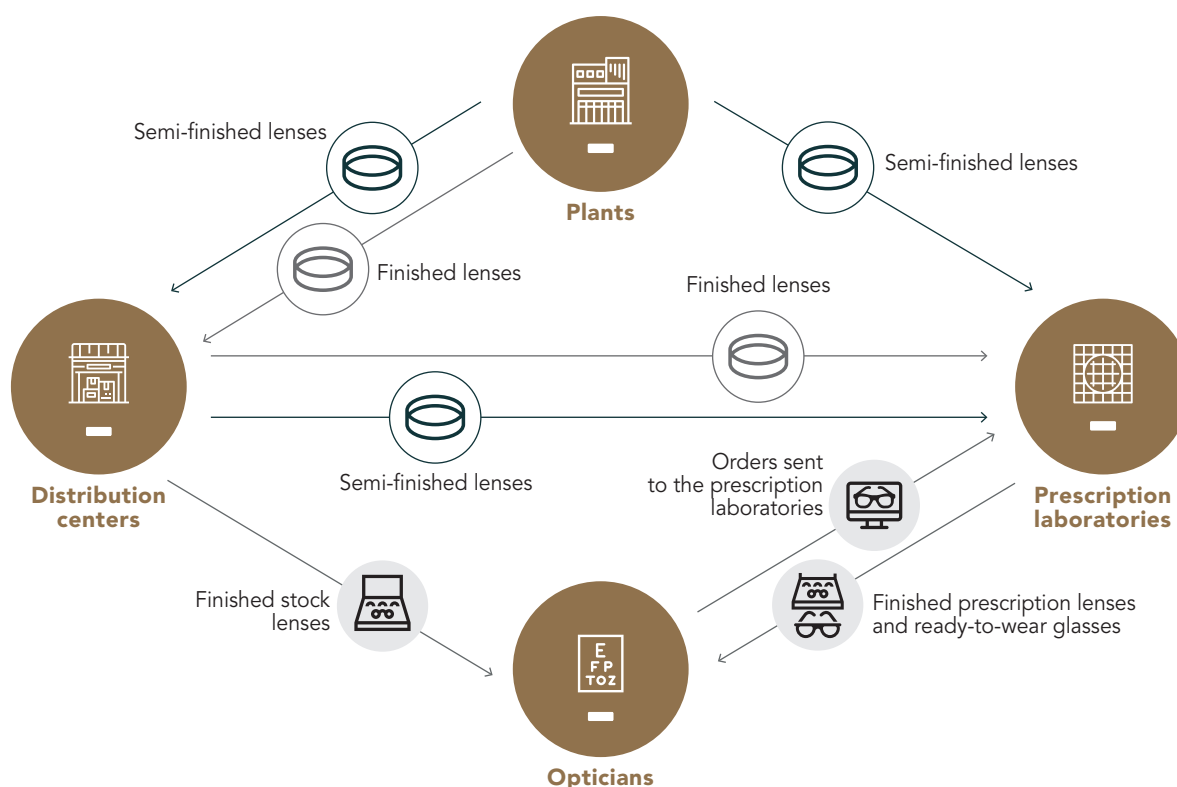 Semi-finished lenses
Semi-finished lenses
Plants
Finished lenses
Finished lenses
Semi-finished lenses
Distribution
centers
Orders sent
to the prescription
laboratories
Prescription
laboratories
Finished stock
lenses
Finished prescription lenses
and ready-to-wear glasses
E
F P
TOZ
Opticians